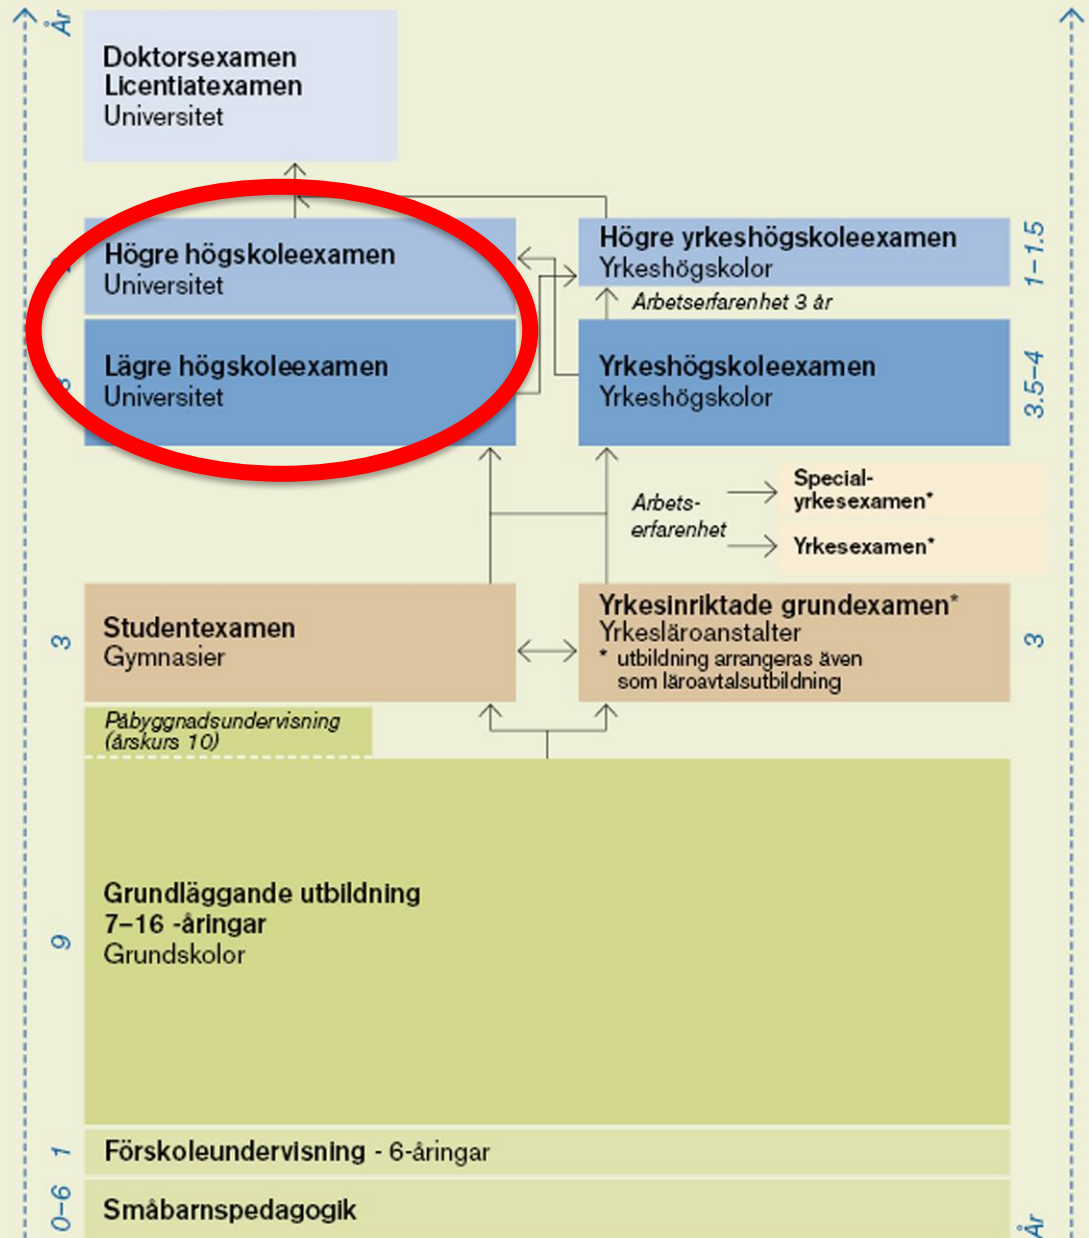 År
Doktorsexamen
Licentiatexamen
Universitet
Högre högskoleexamen
Universitet
Högre yrkeshögskoleexamen
Yrkeshögskolor
1–1.5
Arbetserfarenhet 3 år
Lägre högskoleexamen
Universitet
Yrkeshögskoleexamen
Yrkeshögskolor
3.5–4
Arbets-
erfarenhet
Special-
yrkesexamen*
Yrkesexamen*
3
Studentexamen
Gymnasier
Yrkesinriktade grundexamen*
Yrkesläroanstalter
* utbildning arrangeras även
som läroavtalsutbildning
3
Påbyggnadsundervisning
(årskurs 10)
9
Grundläggande utbildning
7–16 -åringar
Grundskolor
1
Förskoleundervisning - 6-åringar
0–6
Småbarnspedagogik
År